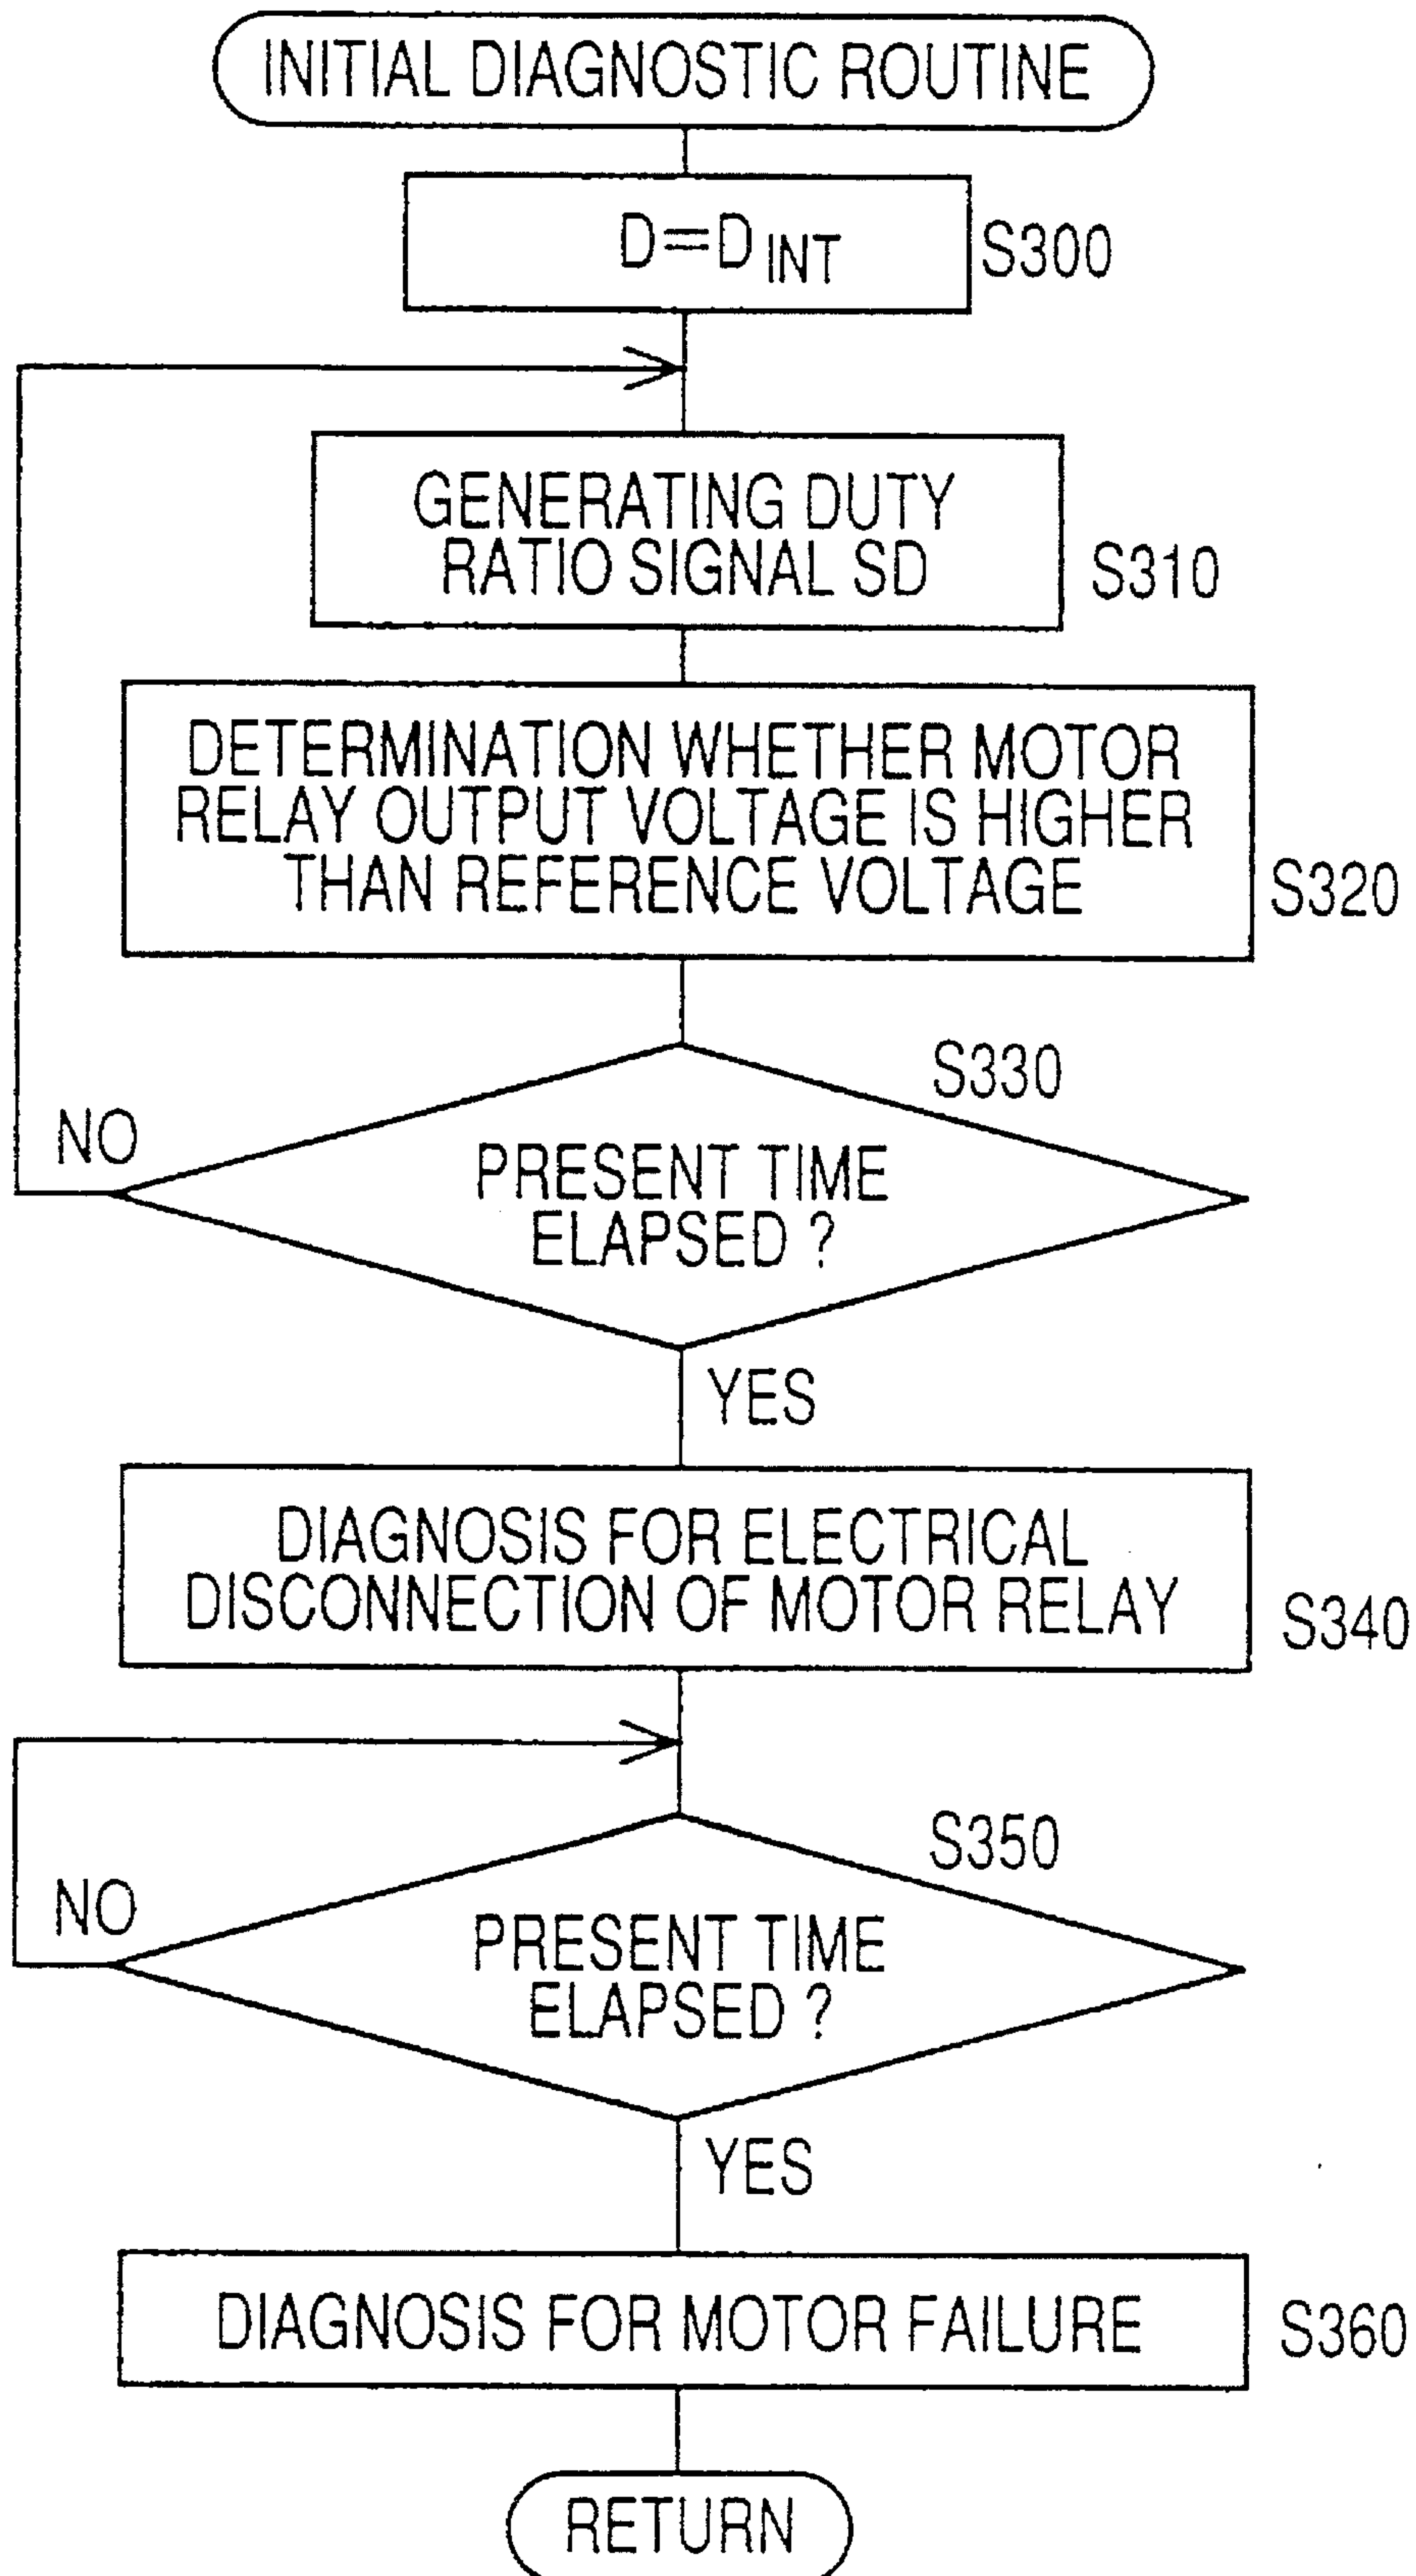 INITIAL DIAGNOSTIC ROUTINE
D=D INT
S300
GENERATING DUTY
RATIO SIGNAL SD
S310
DETERMINATION WHETHER MOTOR
RELAY OUTPUT VOLTAGE IS HIGHER
THAN REFERENCE VOLTAGE
S320
S330
NO
PRESENT TIME
ELAPSED ?
YES
DIAGNOSIS FOR ELECTRICAL
DISCONNECTION OF MOTOR RELAY
S340
S350
NO
PRESENT TIME
ELAPSED ?
YES
DIAGNOSIS FOR MOTOR FAILURE
S360
RETURN